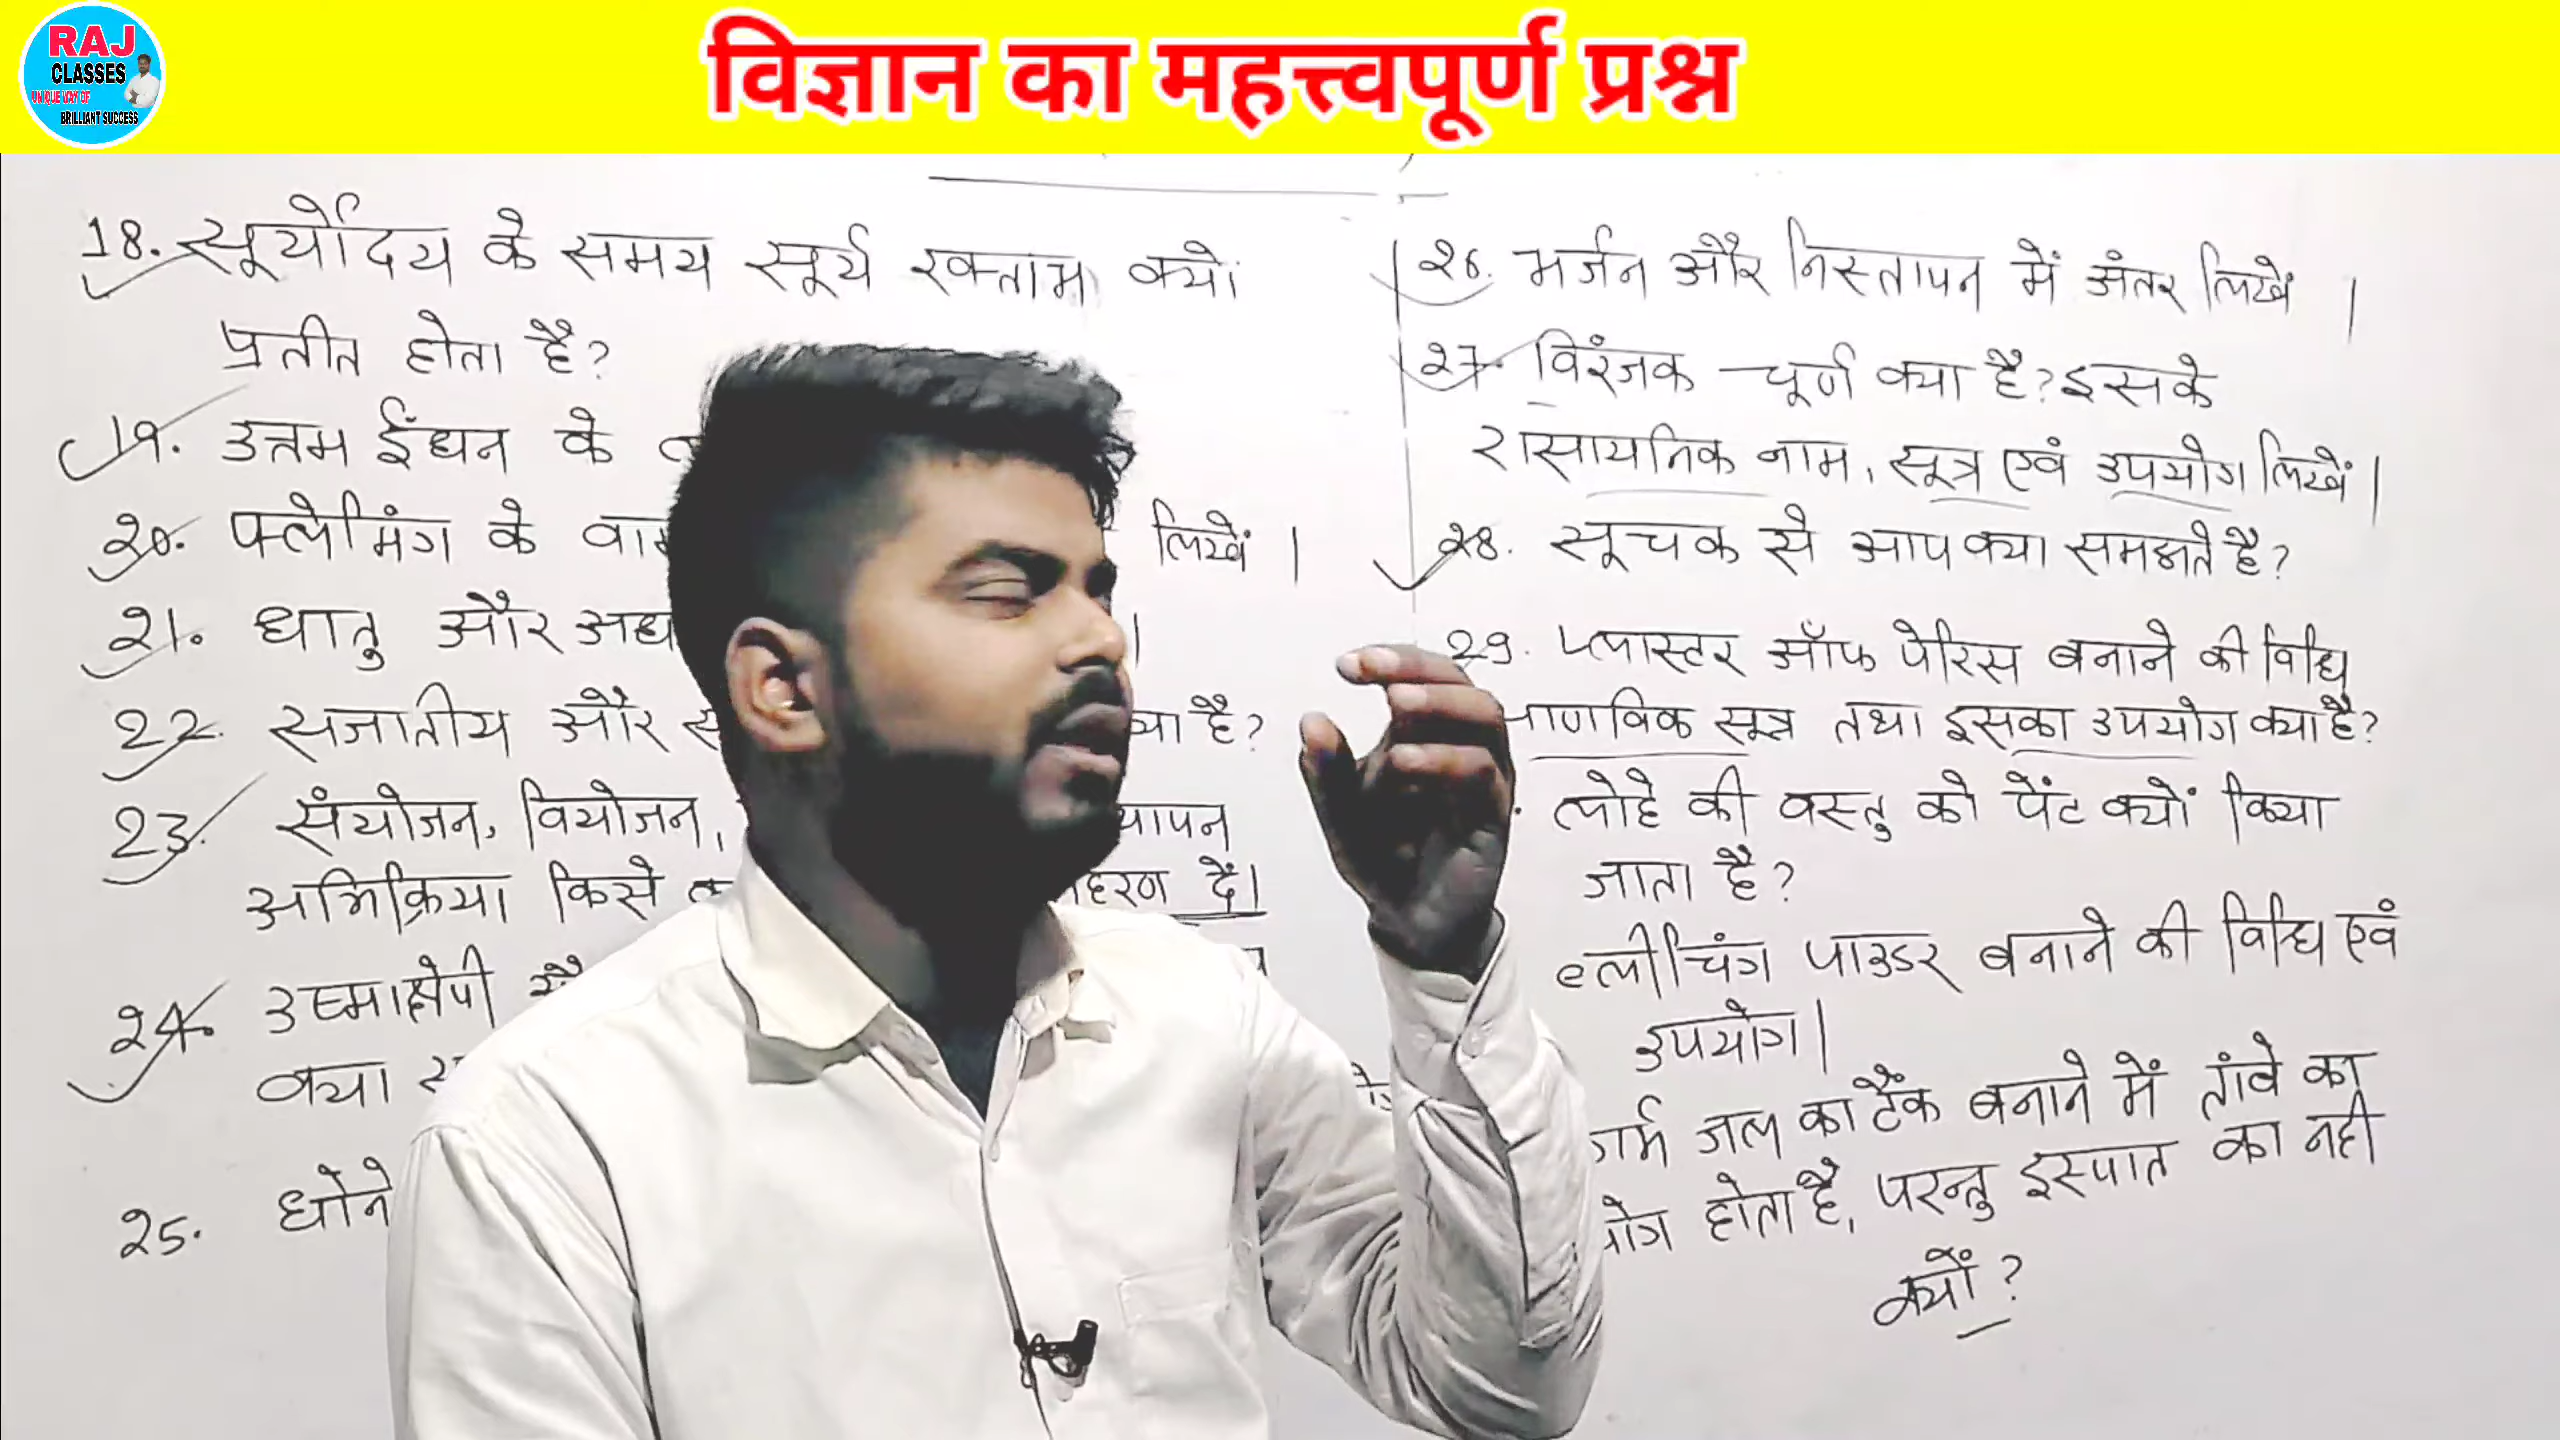 RAJ
CLASSES
UNIQUE WAY OF
BRILLIANT SUCCESS
विज्ञान का महत्त्वपूर्ण प्रश्न
18. सूर्योदय के समय सूर्य रक्ताभ क्यों
प्रतीत होता है?
19. उत्तम ईंधन के
20. फ्लेमिंग के वाम लिखें ।
21. धातु और अधा ।
22. सजातीय और है?
23. संयोजन, वियोजन,
अभिक्रिया किसे दें।
24. उष्माक्षेपी
क्या
25. धोने
26. भर्जन और निस्तापन में अंतर लिखें ।
27. विरंजक चूर्ण क्या है? इसके
रासायनिक नाम, सूत्र एवं उपयोग लिखें ।
28. सूचक से आप क्या समझते है?
29. प्लास्टर ऑफ पेरिस बनाने की विधि
सूत्र तथा इसका उपयोग क्या है?
लोहे की वस्तु को पेंट क्यों किया
जाता है?
ब्लीचिंग पाउडर बनाने की विधि एवं
उपयोग ।
गर्म जल का टैंक बनाने में तांबे का
होता है, परन्तु इस्पात का नही
क्यों?